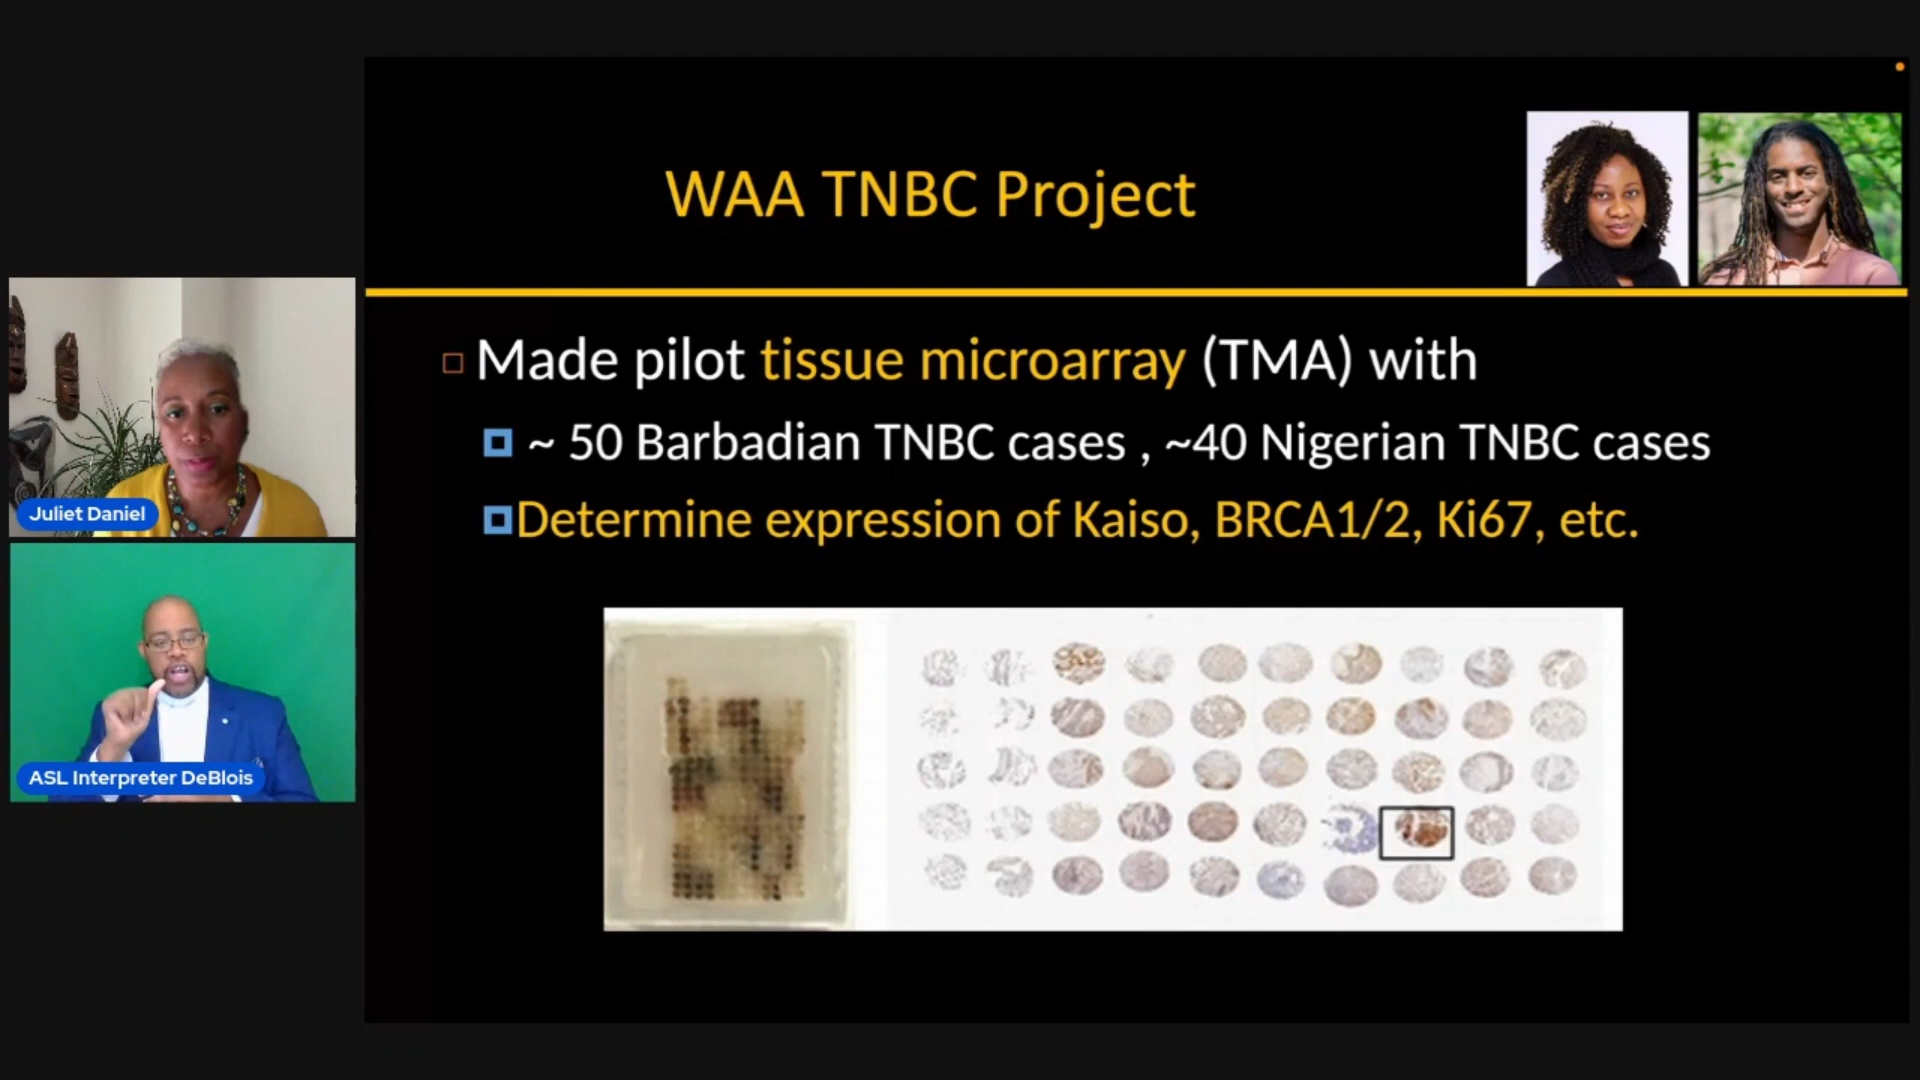 WAA TNBC Project
Made pilot tissue microarray (TMA) with
~ 50 Barbadian TNBC cases , ~40 Nigerian TNBC cases
Determine expression of Kaiso, BRCA1/2, Ki67, etc.
Juliet Daniel
ASL Interpreter DeBlois